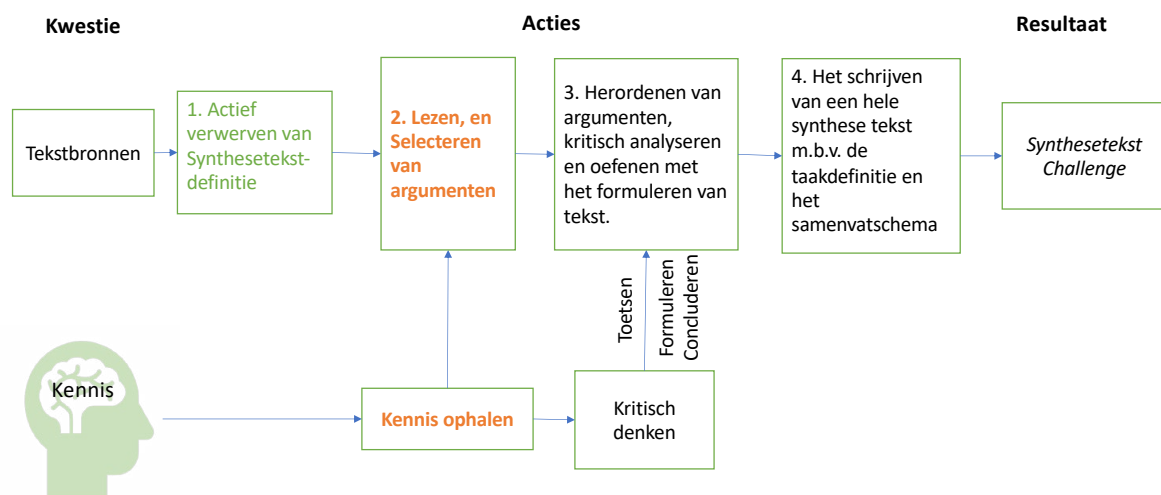 Kwestie
Acties
Resultaat
Tekstbronnen
1. Actief
verwerven van
Synthesetekst-
definitie
2. Lezen, en
Selecteren
van
argumenten
3. Herordenen van
argumenten,
kritisch analyseren
en oefenen met
het formuleren van
tekst.
4. Het schrijven
van een hele
synthese tekst
m.b.v. de
taakdefinitie en
het
samenvatschema
Synthesetekst
Challenge
Toetsen
Formuleren
Concluderen
Kennis
Kennis ophalen
Kritisch
denken